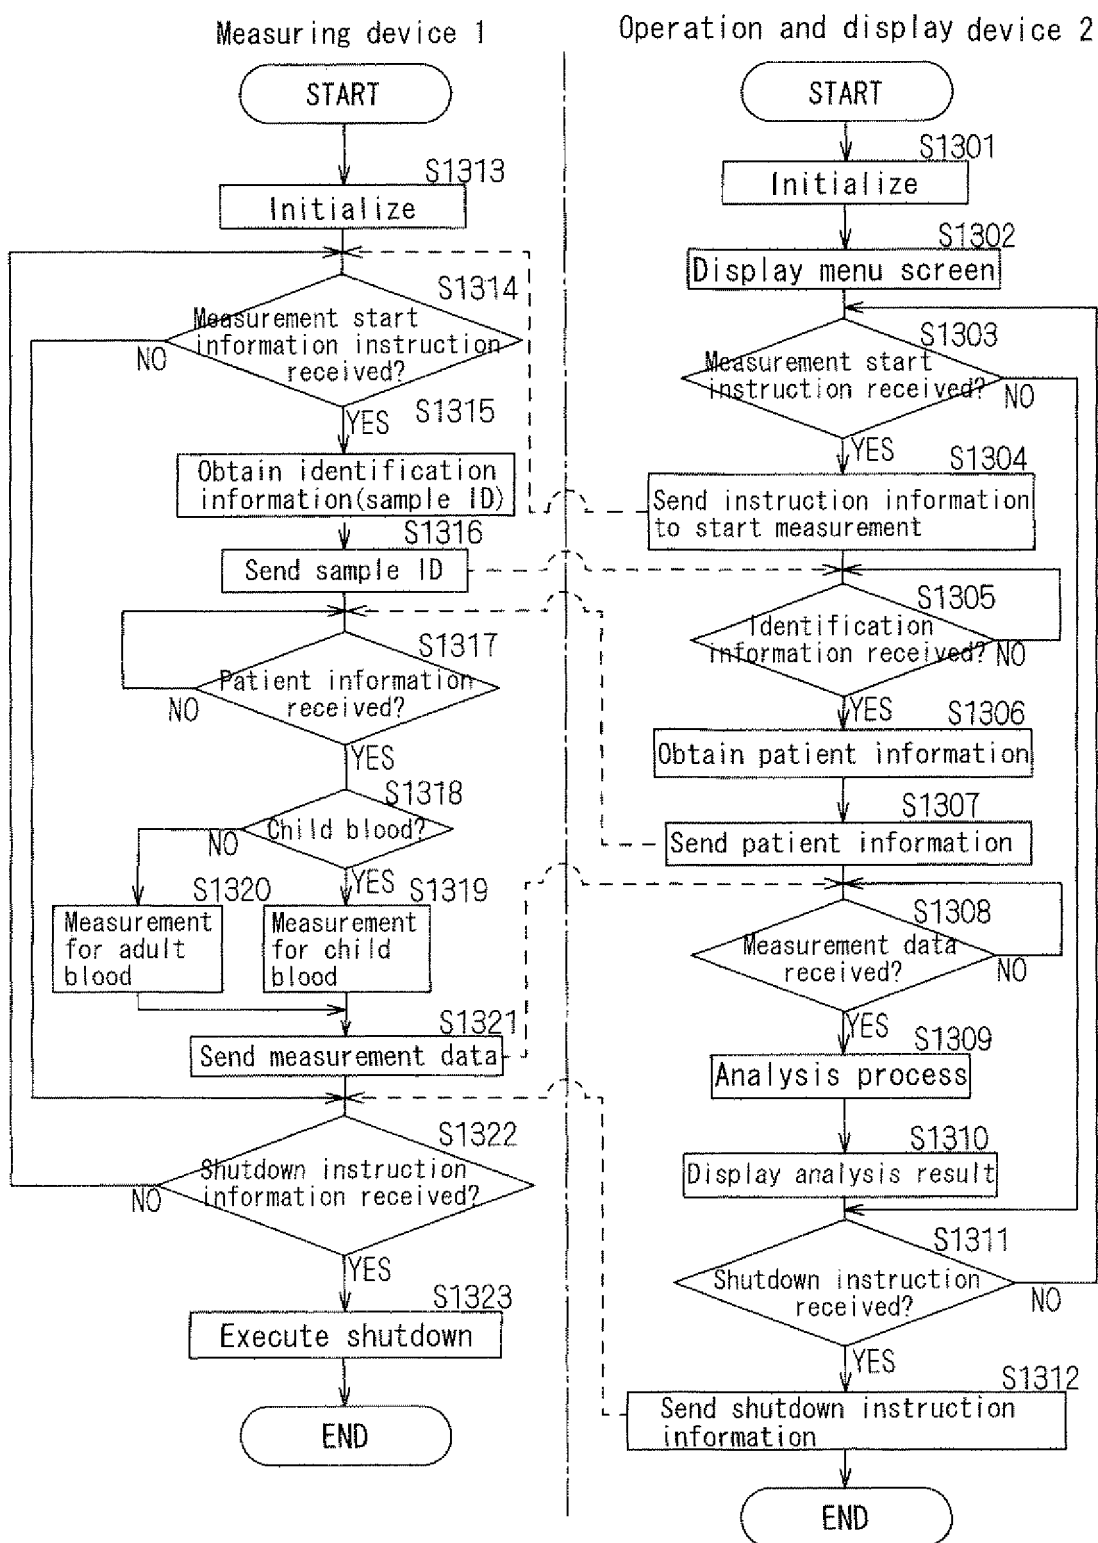 Measuring device 1
START
S1313
Initialize
S1314
Measurement start
information instruction
received?
NO
YES
S1315
Obtain identification
information(sample ID)
S1316
Send sample ID
S1317
Patient information
received?
NO
YES
S1318
Child blood?
NO
YES
S1320
Measurement
for adult
blood
S1319
Measurement
for child
blood
S1321
Send measurement data
S1322
Shutdown instruction
information received?
NO
YES
S1323
Execute shutdown
END
Operation and display device 2
START
S1301
Initialize
S1302
Display menu screen
S1303
Measurement start
instruction received?
NO
YES
S1304
Send instruction information
to start measurement
S1305
Identification
information received?
NO
YES
S1306
Obtain patient information
S1307
Send patient information
S1308
Measurement data
received?
NO
YES
S1309
Analysis process
S1310
Display analysis result
S1311
Shutdown instruction
received?
NO
YES
S1312
Send shutdown instruction
information
END